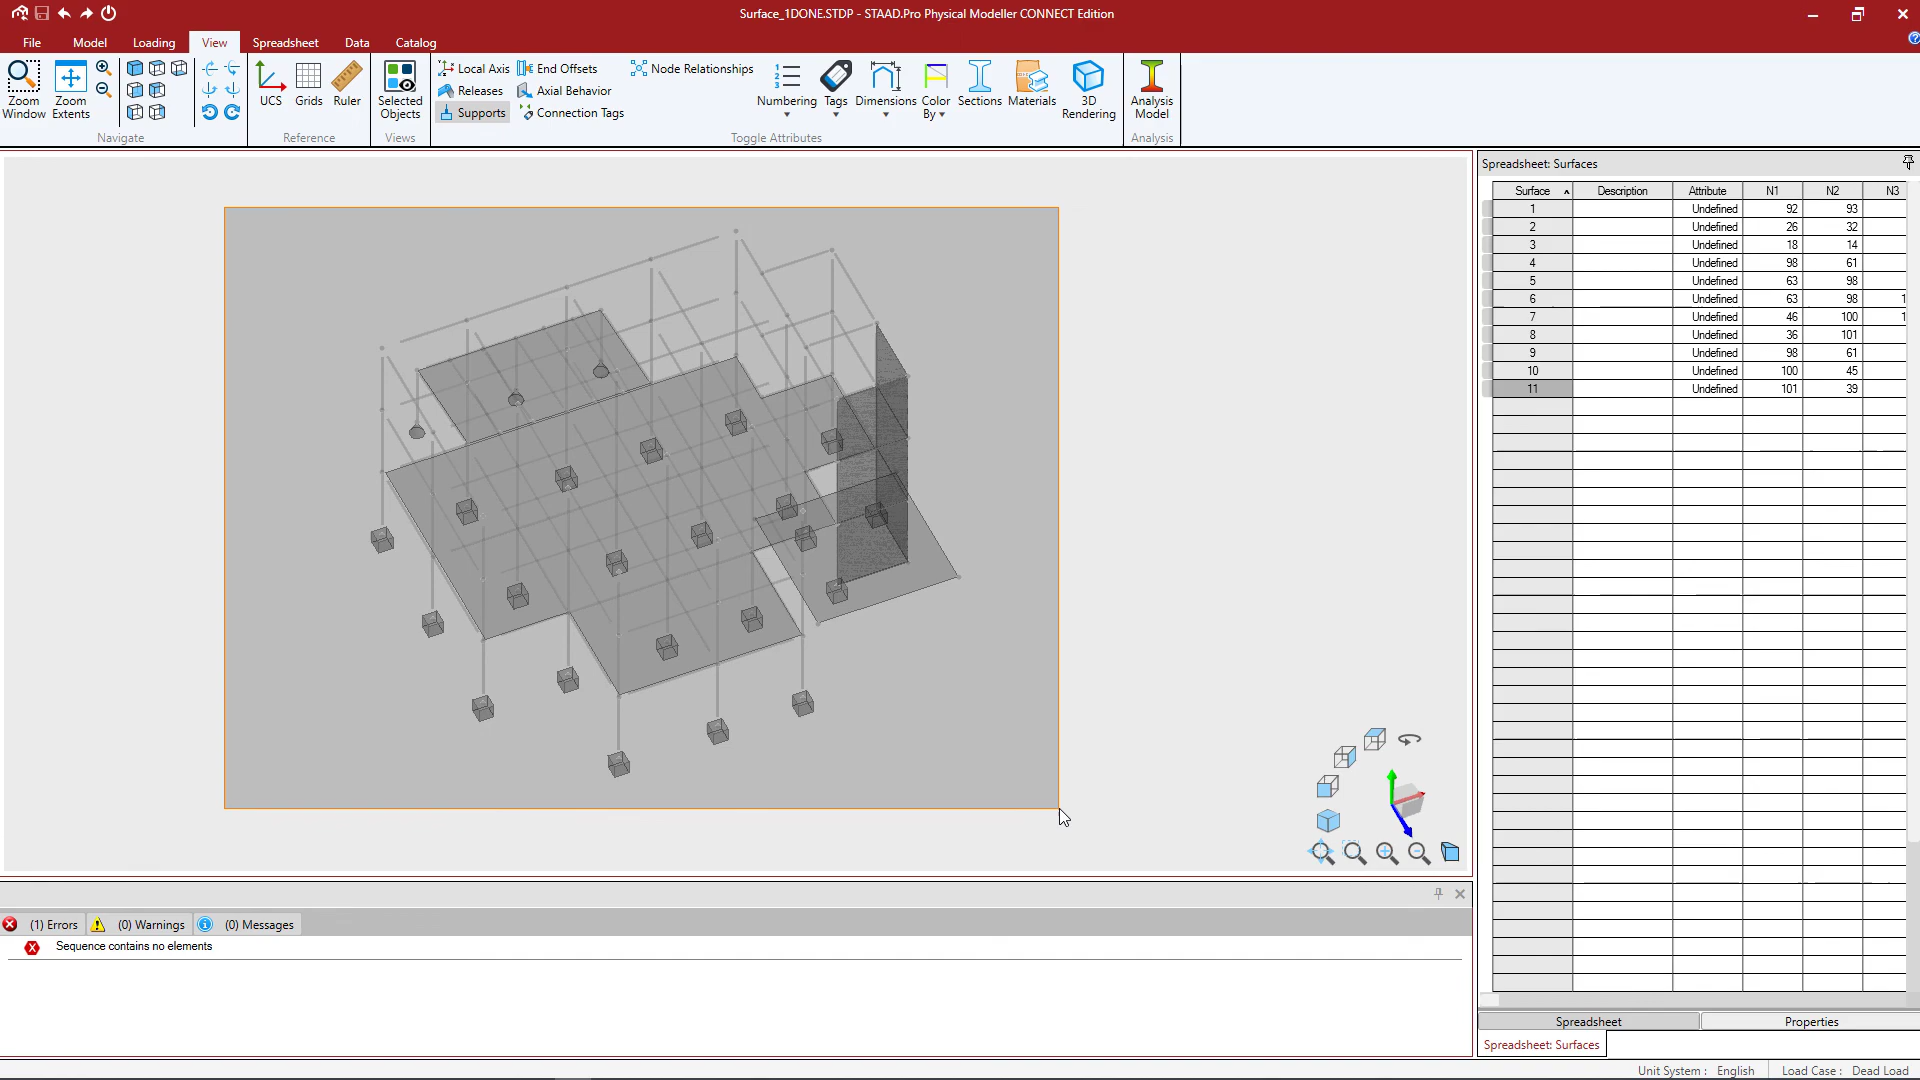 Surface_1DONE.STDP - STAAD.Pro Physical Modeller CONNECT Edition
File Model Loading View Spreadsheet Data Catalog
Zoom Window
Zoom Extents
Navigate
UCS Grids Ruler
Reference
Selected Objects
Views
Local Axis End Offsets Node Relationships
Releases Axial Behavior
Supports Connection Tags
Numbering Tags Dimensions Color By Sections Materials 3D Rendering
Toggle Attributes
Analysis Model
Analysis
Spreadsheet: Surfaces
Surface Description Attribute N1 N2 N3
1 Undefined 92 93
2 Undefined 26 32
3 Undefined 18 14
4 Undefined 98 61
5 Undefined 63 98
6 Undefined 63 98 1
7 Undefined 46 100 1
8 Undefined 36 101
9 Undefined 98 61
10 Undefined 100 45
11 Undefined 101 39
(1) Errors (0) Warnings (0) Messages
Sequence contains no elements
Spreadsheet Properties
Spreadsheet: Surfaces
Unit System : English Load Case : Dead Load